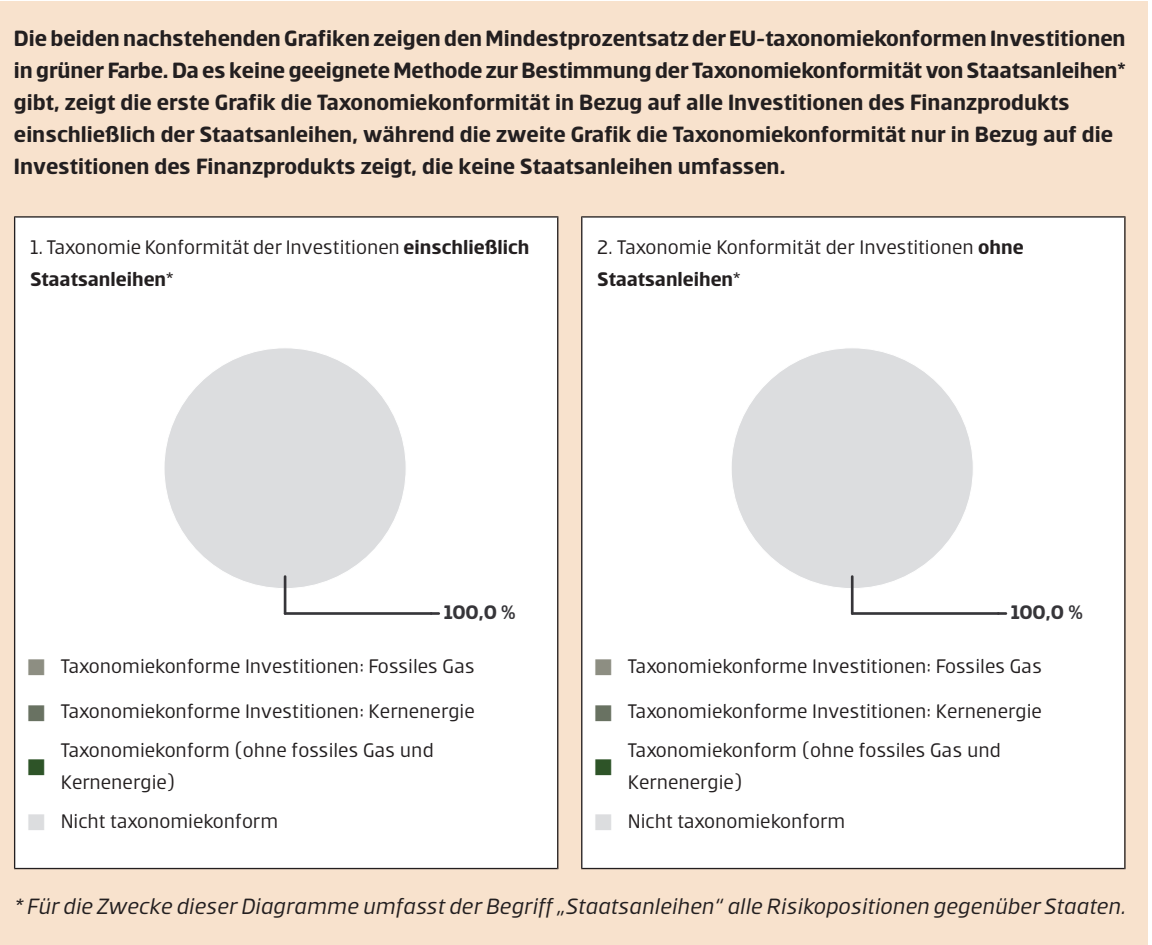 Die beiden nachstehenden Grafiken zeigen den Mindestprozentsatz der EU-taxonomiekonformen Investitionen
in grüner Farbe. Da es keine geeignete Methode zur Bestimmung der Taxonomiekonformität von Staatsanleihen*
gibt, zeigt die erste Grafik die Taxonomiekonformität in Bezug auf alle Investitionen des Finanzprodukts
einschließlich der Staatsanleihen, während die zweite Grafik die Taxonomiekonformität nur in Bezug auf die
Investitionen des Finanzprodukts zeigt, die keine Staatsanleihen umfassen.
1. Taxonomie Konformität der Investitionen einschließlich
Staatsanleihen*
100,0 %
Taxonomiekonforme Investitionen: Fossiles Gas
Taxonomiekonforme Investitionen: Kernenergie
Taxonomiekonform (ohne fossiles Gas und
Kernenergie)
Nicht taxonomiekonform
2. Taxonomie Konformität der Investitionen ohne
Staatsanleihen*
100,0 %
Taxonomiekonforme Investitionen: Fossiles Gas
Taxonomiekonforme Investitionen: Kernenergie
Taxonomiekonform (ohne fossiles Gas und
Kernenergie)
Nicht taxonomiekonform
* Für die Zwecke dieser Diagramme umfasst der Begriff „Staatsanleihen“ alle Risikopositionen gegenüber Staaten.